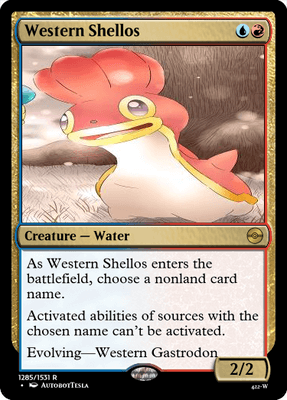 Western Shellos
Creature — Water
As Western Shellos enters the
battlefield, choose a nonland card
name.
Activated abilities of sources with the
chosen name can't be activated.
Evolving—Western Gastrodon
2/2
1285/1531 R
• AutobotTesla
422-W